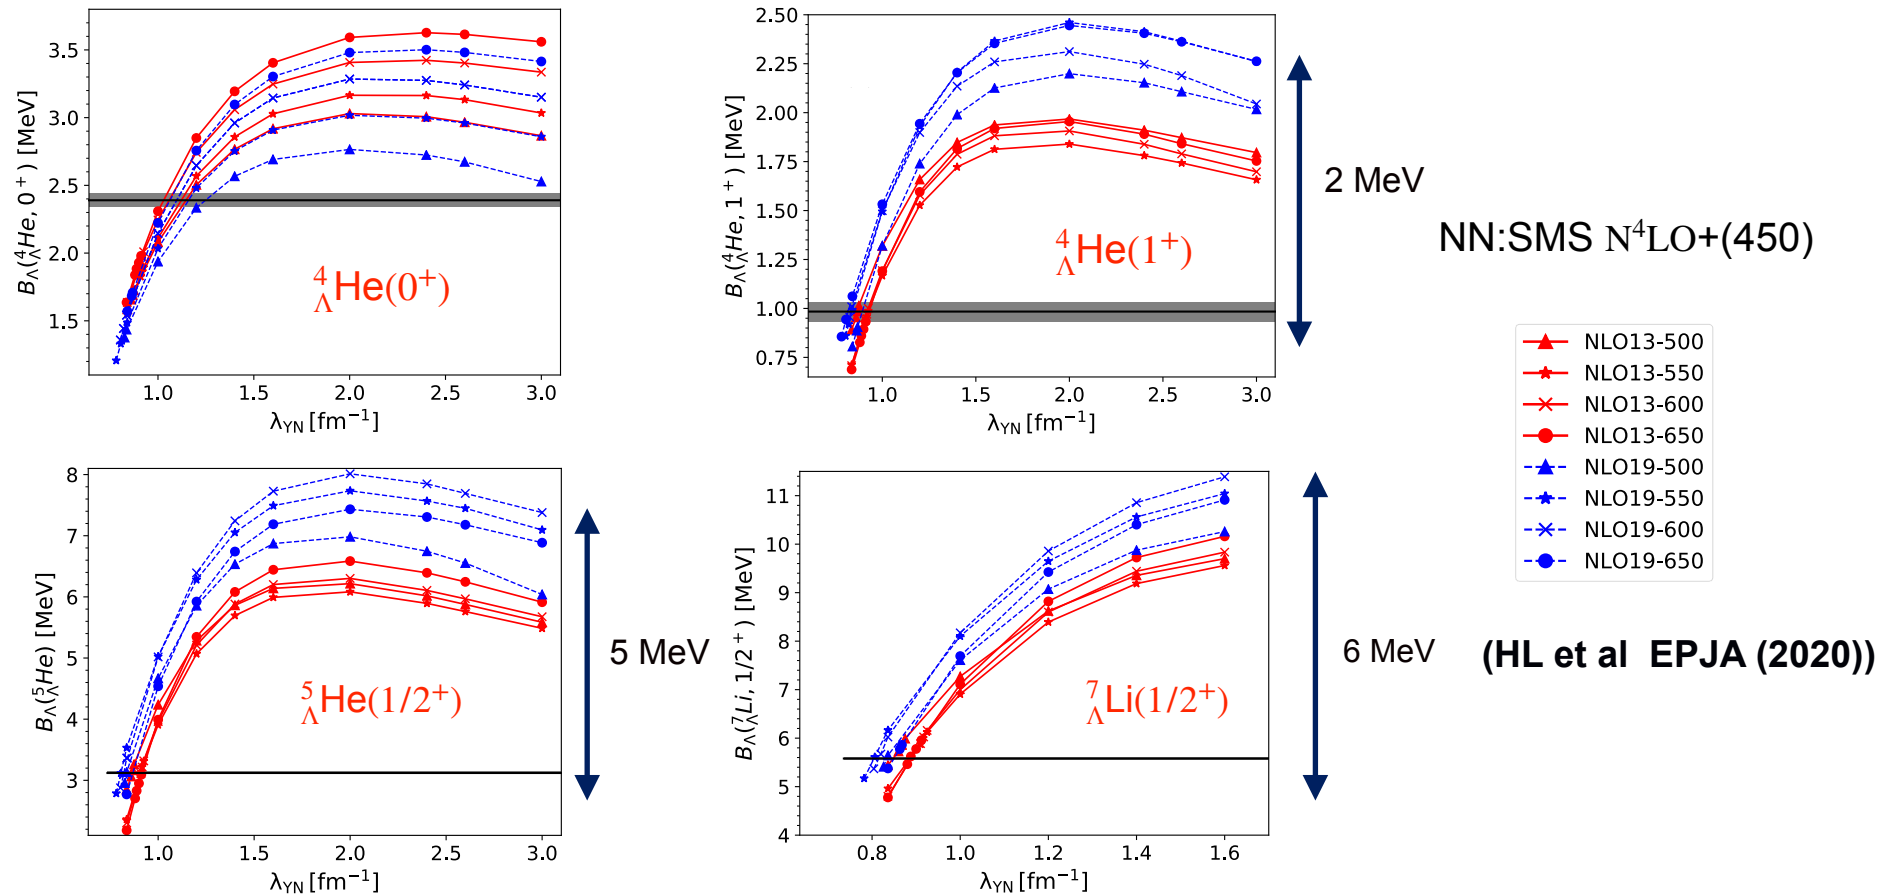 B_Λ(⁴_ΛHe, 0⁺) [MeV]
3.5
3.0
2.5
2.0
1.5
⁴_ΛHe(0⁺)
1.0 1.5 2.0 2.5 3.0
λ_YN [fm⁻¹]
B_Λ(⁴_ΛHe, 1⁺) [MeV]
2.50
2.25
2.00
1.75
1.50
1.25
1.00
0.75
⁴_ΛHe(1⁺)
1.0 1.5 2.0 2.5 3.0
λ_YN [fm⁻¹]
2 MeV
NN:SMS N⁴LO+(450)
NLO13-500
NLO13-550
NLO13-600
NLO13-650
NLO19-500
NLO19-550
NLO19-600
NLO19-650
B_Λ(⁵_ΛHe) [MeV]
8
7
6
5
4
3
⁵_ΛHe(1/2⁺)
1.0 1.5 2.0 2.5 3.0
λ_YN [fm⁻¹]
5 MeV
B_Λ(⁷_ΛLi, 1/2⁺) [MeV]
11
10
9
8
7
6
5
4
⁷_ΛLi(1/2⁺)
0.8 1.0 1.2 1.4 1.6
λ_YN [fm⁻¹]
6 MeV
(HL et al EPJA (2020))